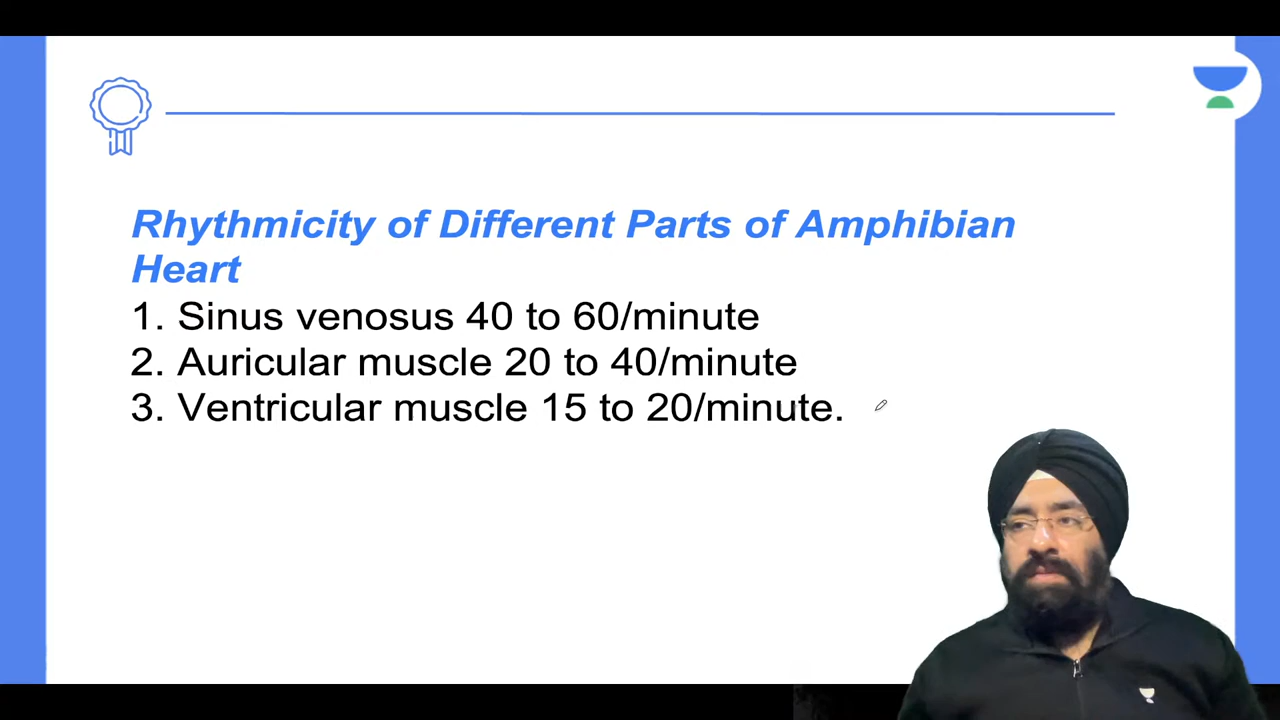 Rhythmicity of Different Parts of Amphibian
Heart
1. Sinus venosus 40 to 60/minute
2. Auricular muscle 20 to 40/minute
3. Ventricular muscle 15 to 20/minute.